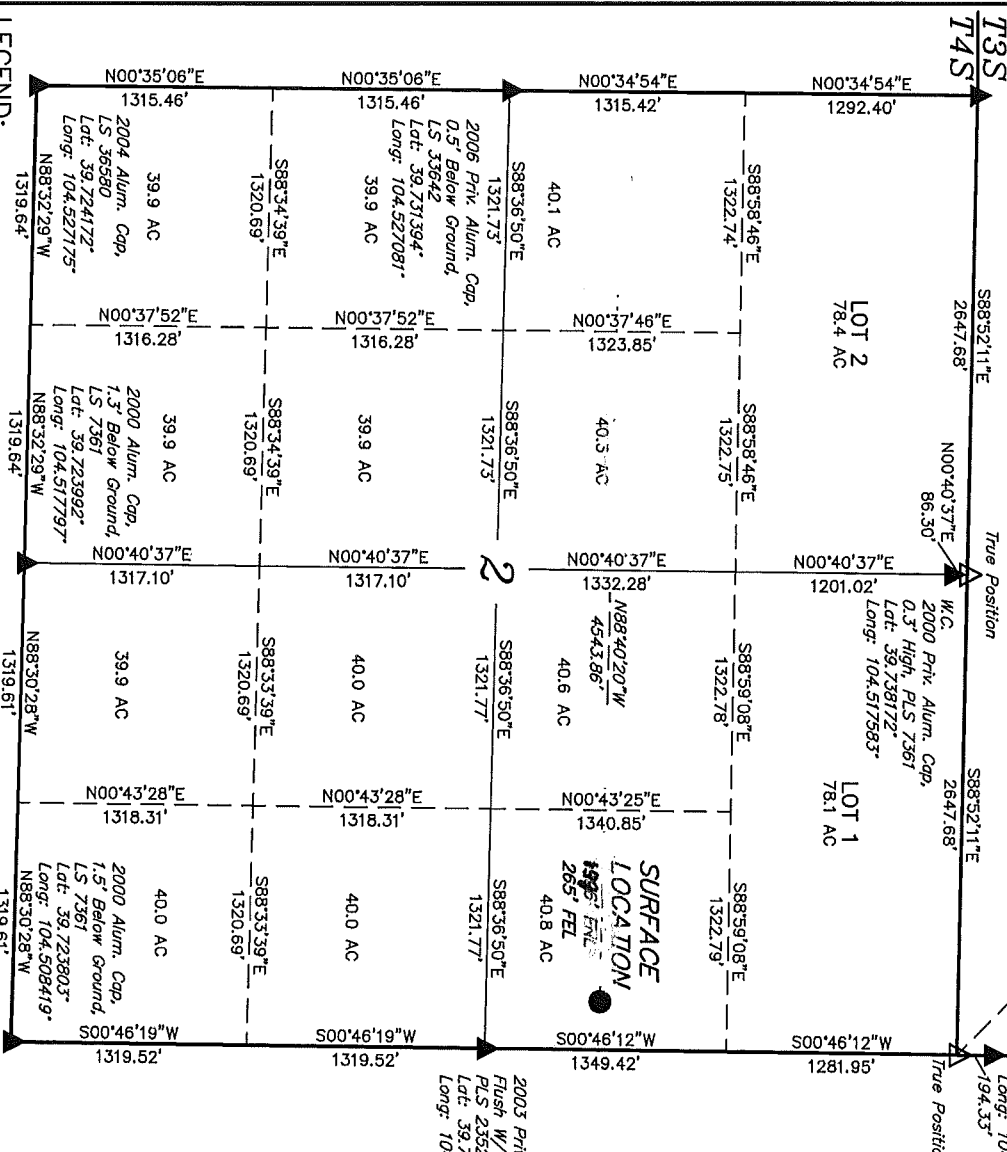 T3S
T4S
S88°52'11"E
2647.68'
True Position
S88°52'11"E
2647.68'
Long:
194.33'
True
N00°40'37"E
86.30'
W.C.
2000 Priv. Alum. Cap,
0.3' High, PLS 7361
Lat: 39.738172°
Long: 104.517583°
N00°34'54"E
1292.40'
LOT 2
78.4 AC
N00°40'37"E
1201.02'
LOT 1
78.1 AC
S00°46'12"W
1281.95'
S88°58'46"E
1322.74'
S88°58'46"E
1322.75'
S88°59'08"E
1322.78'
S88°59'08"E
1322.79'
N00°34'54"E
1315.42'
40.1 AC
N00°37'46"E
1323.85'
40.3 AC
N00°40'37"E
1332.28'
N88°40'20"W
4543.86'
40.6 AC
N00°43'25"E
1340.85'
SURFACE
LOCATION
265' FEL
40.8 AC
S00°46'12"W
1349.42'
S88°36'50"E
1321.73'
S88°36'50"E
1321.73'
2
S88°36'50"E
1321.77'
S88°36'50"E
1321.77'
2006 Priv. Alum. Cap,
0.5' Below Ground,
LS 33642
Lat: 39.731394°
Long: 104.527081°
2003
Flush W/
PLS
Lat:
Long:
N00°35'06"E
1315.46'
39.9 AC
N00°37'52"E
1316.28'
39.9 AC
N00°40'37"E
1317.10'
40.0 AC
N00°43'28"E
1318.31'
40.0 AC
S00°46'19"W
1319.52'
S88°34'39"E
1320.69'
S88°34'39"E
1320.69'
S88°33'39"E
1320.69'
S88°33'39"E
1320.69'
N00°35'06"E
1315.46'
39.9 AC
N00°37'52"E
1316.28'
39.9 AC
N00°40'37"E
1317.10'
39.9 AC
N00°43'28"E
1318.31'
40.0 AC
S00°46'19"W
1319.52'
2004 Alum. Cap,
LS 36580
Lat: 39.724172°
Long: 104.527175°
2000 Alum. Cap,
1.3' Below Ground,
LS 7361
Lat: 39.723992°
Long: 104.517797°
2000 Alum. Cap,
1.5' Below Ground,
LS 7361
Lat: 39.723803°
Long: 104.508419°
N88°32'29"W
1319.64'
N88°32'29"W
1319.64'
N88°30'28"W
1319.61'
N88°30'28"W
1319.61'
LEGEND: